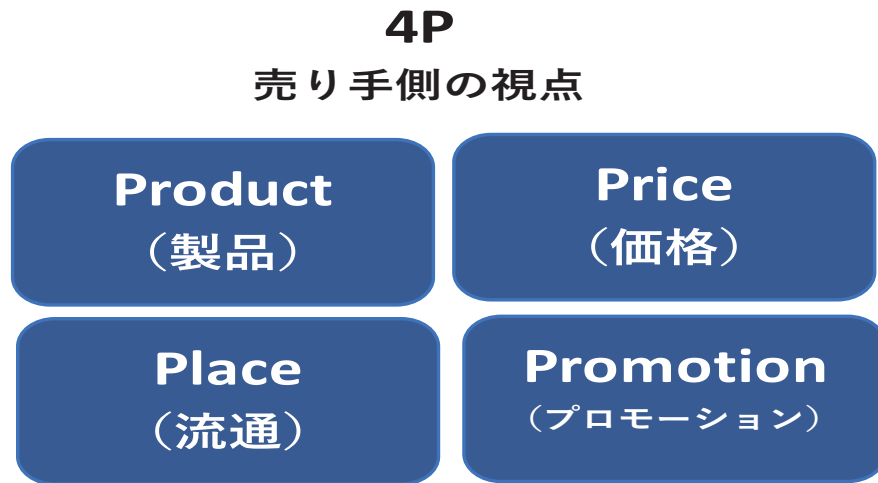 4P
売り手側の視点
Product
（製品）
Price
（価格）
Place
（流通）
Promotion
（プロモーション）